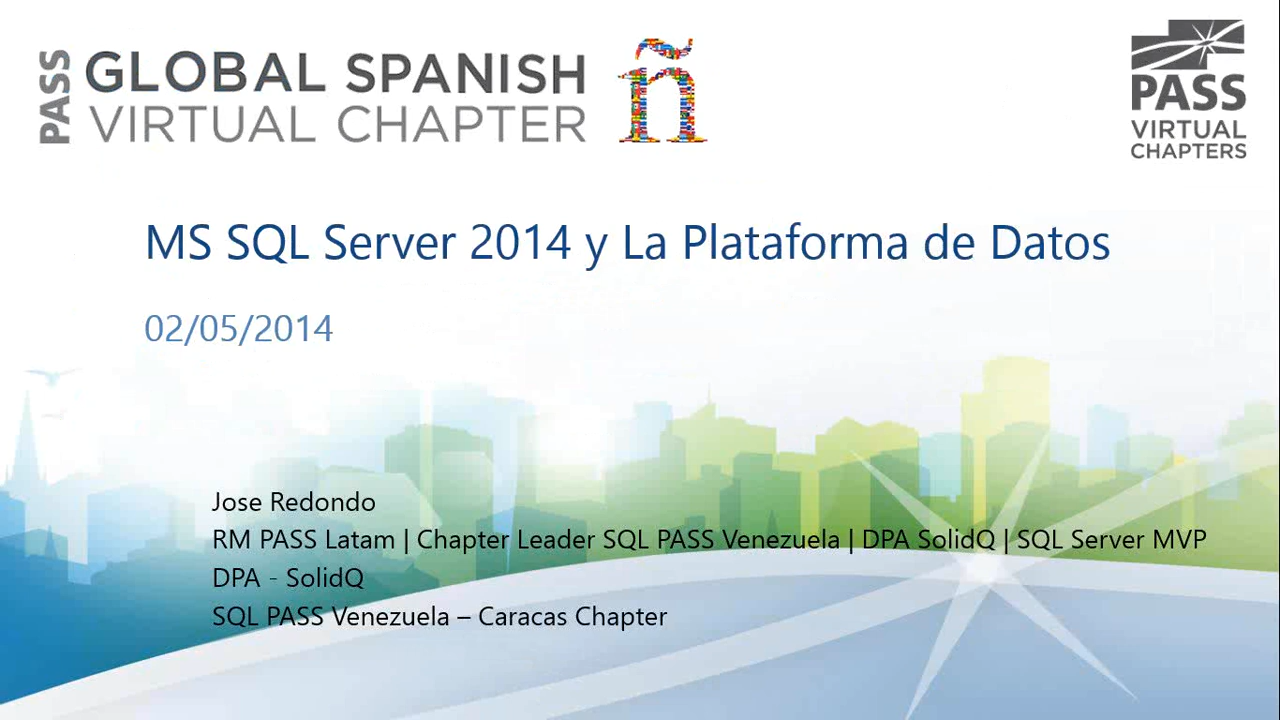 PASS
GLOBAL SPANISH
VIRTUAL CHAPTER
ñ
PASS
VIRTUAL
CHAPTERS
MS SQL Server 2014 y La Plataforma de Datos
02/05/2014
Jose Redondo
RM PASS Latam | Chapter Leader SQL PASS Venezuela | DPA SolidQ | SQL Server MVP
DPA - SolidQ
SQL PASS Venezuela – Caracas Chapter